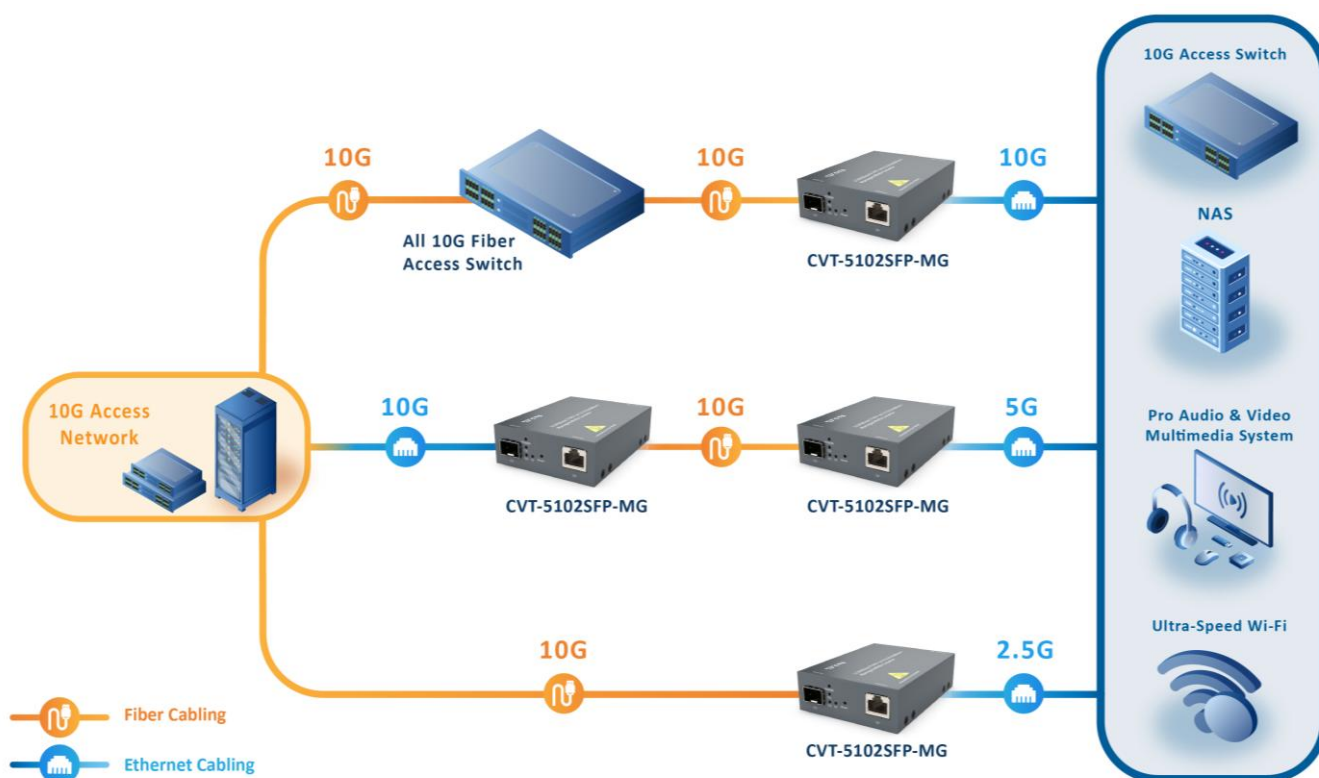 10G Access Switch
10G
10G
10G
NAS
All 10G Fiber
Access Switch
CVT-5102SFP-MG
10G Access
Network
10G
10G
5G
Pro Audio & Video
Multimedia System
CVT-5102SFP-MG
CVT-5102SFP-MG
Ultra-Speed Wi-Fi
10G
2.5G
CVT-5102SFP-MG
Fiber Cabling
Ethernet Cabling